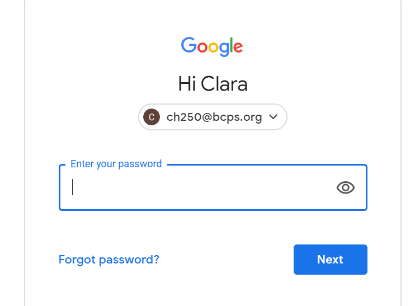 Google
Hi Clara
C ch250@bcps.org
Enter your password
Forgot password?
Next